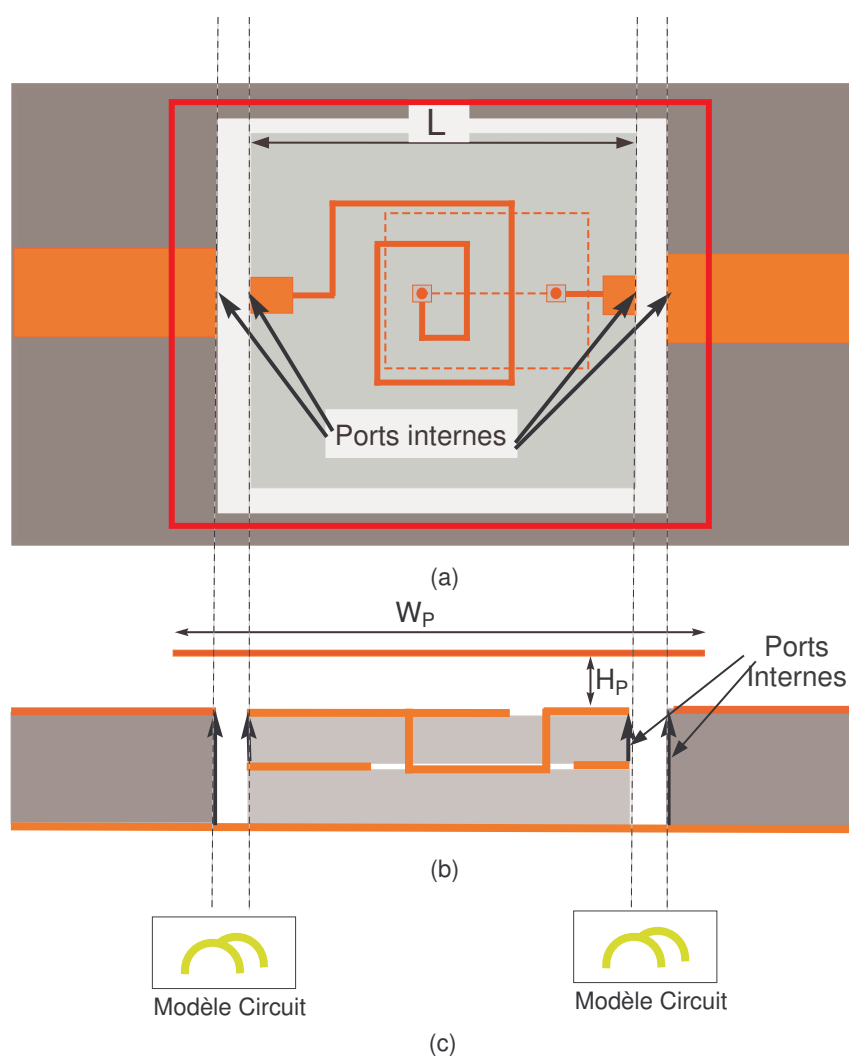 L
Ports internes
(a)
W_P
Ports
Internes
H_P
(b)
Modèle Circuit
Modèle Circuit
(c)